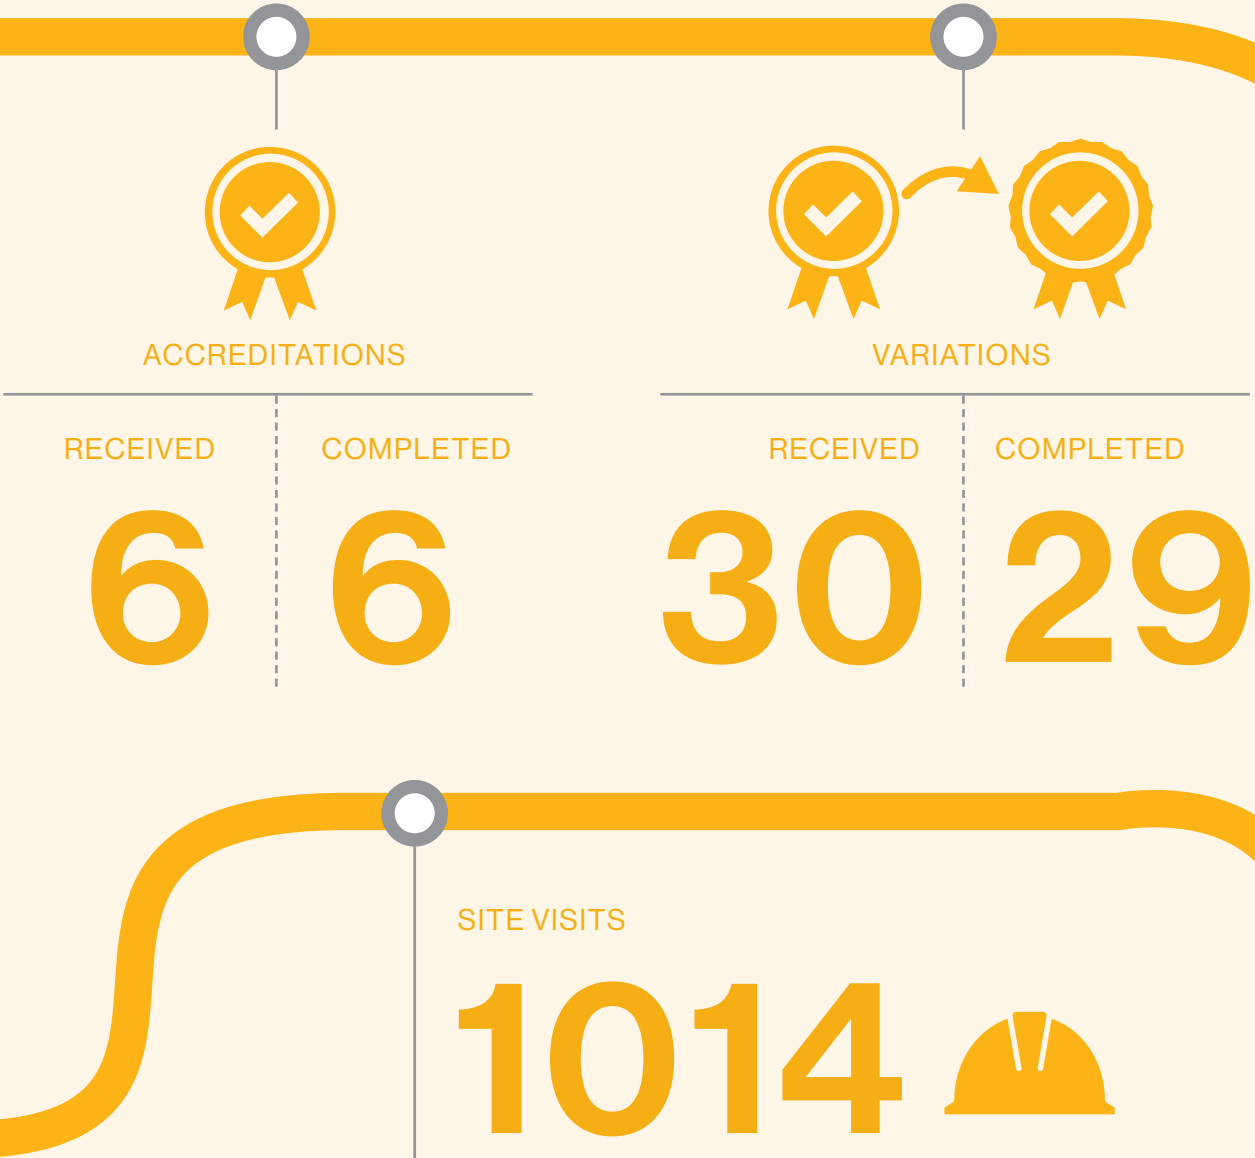 ACCREDITATIONS
RECEIVED COMPLETED
6 6
VARIATIONS
RECEIVED COMPLETED
30 29
SITE VISITS
1014